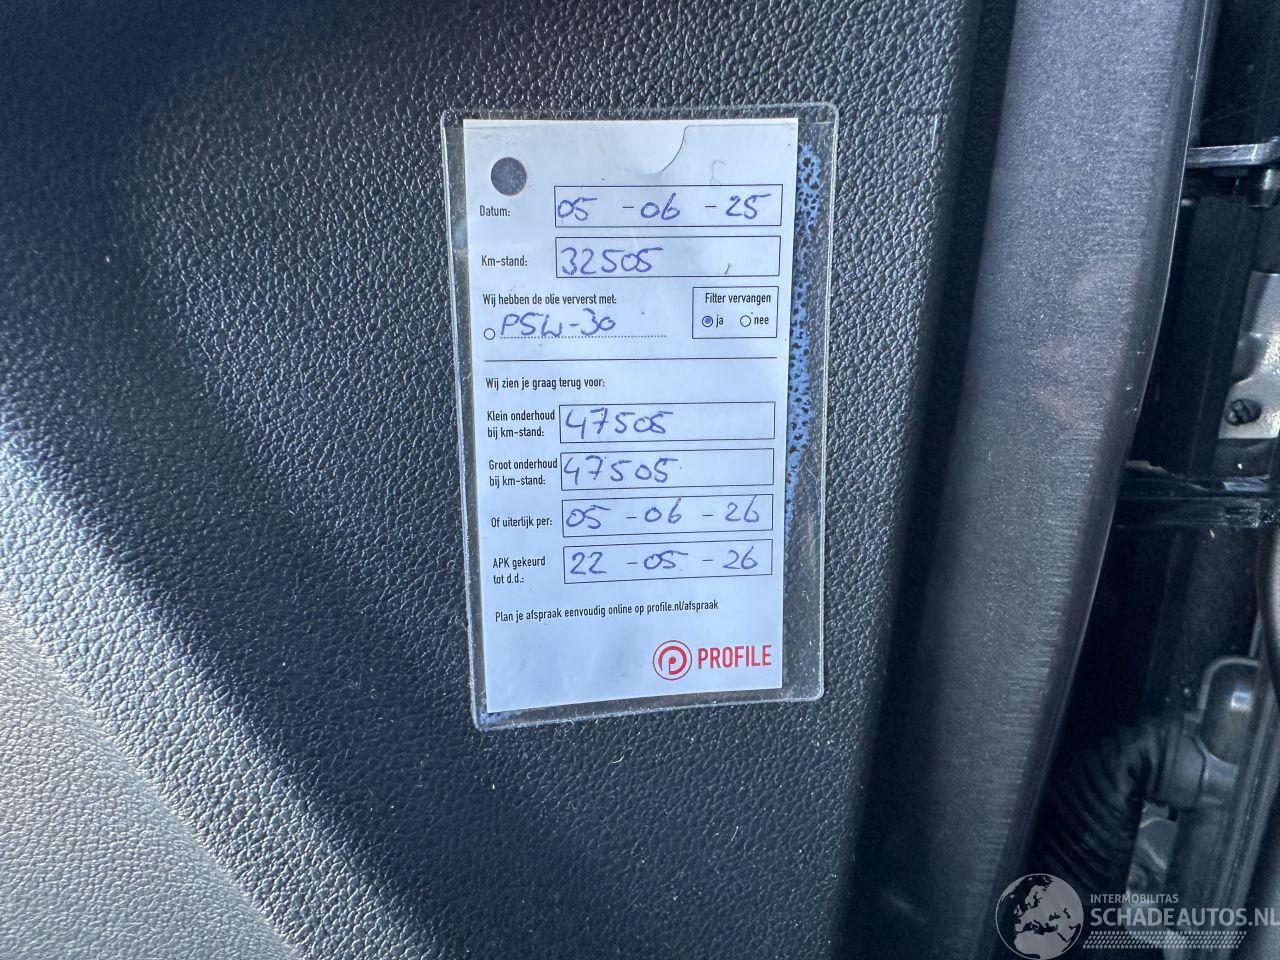 Datum: 05 - 06 - 25
Km-stand: 32505
Wij hebben de olie ververst met: Filter vervangen
PSW-30 ja nee
Wij zien je graag terug voor:
Klein onderhoud
bij km-stand: 47505
Groot onderhoud
bij km-stand: 47505
Of uiterlijk per: 05 - 06 - 26
APK gekeurd
tot d.d.: 22 - 05 - 26
Plan je afspraak eenvoudig online op profile.nl/afspraak
PROFILE
INTERMOBILITAS
SCHADEAUTOS.NL